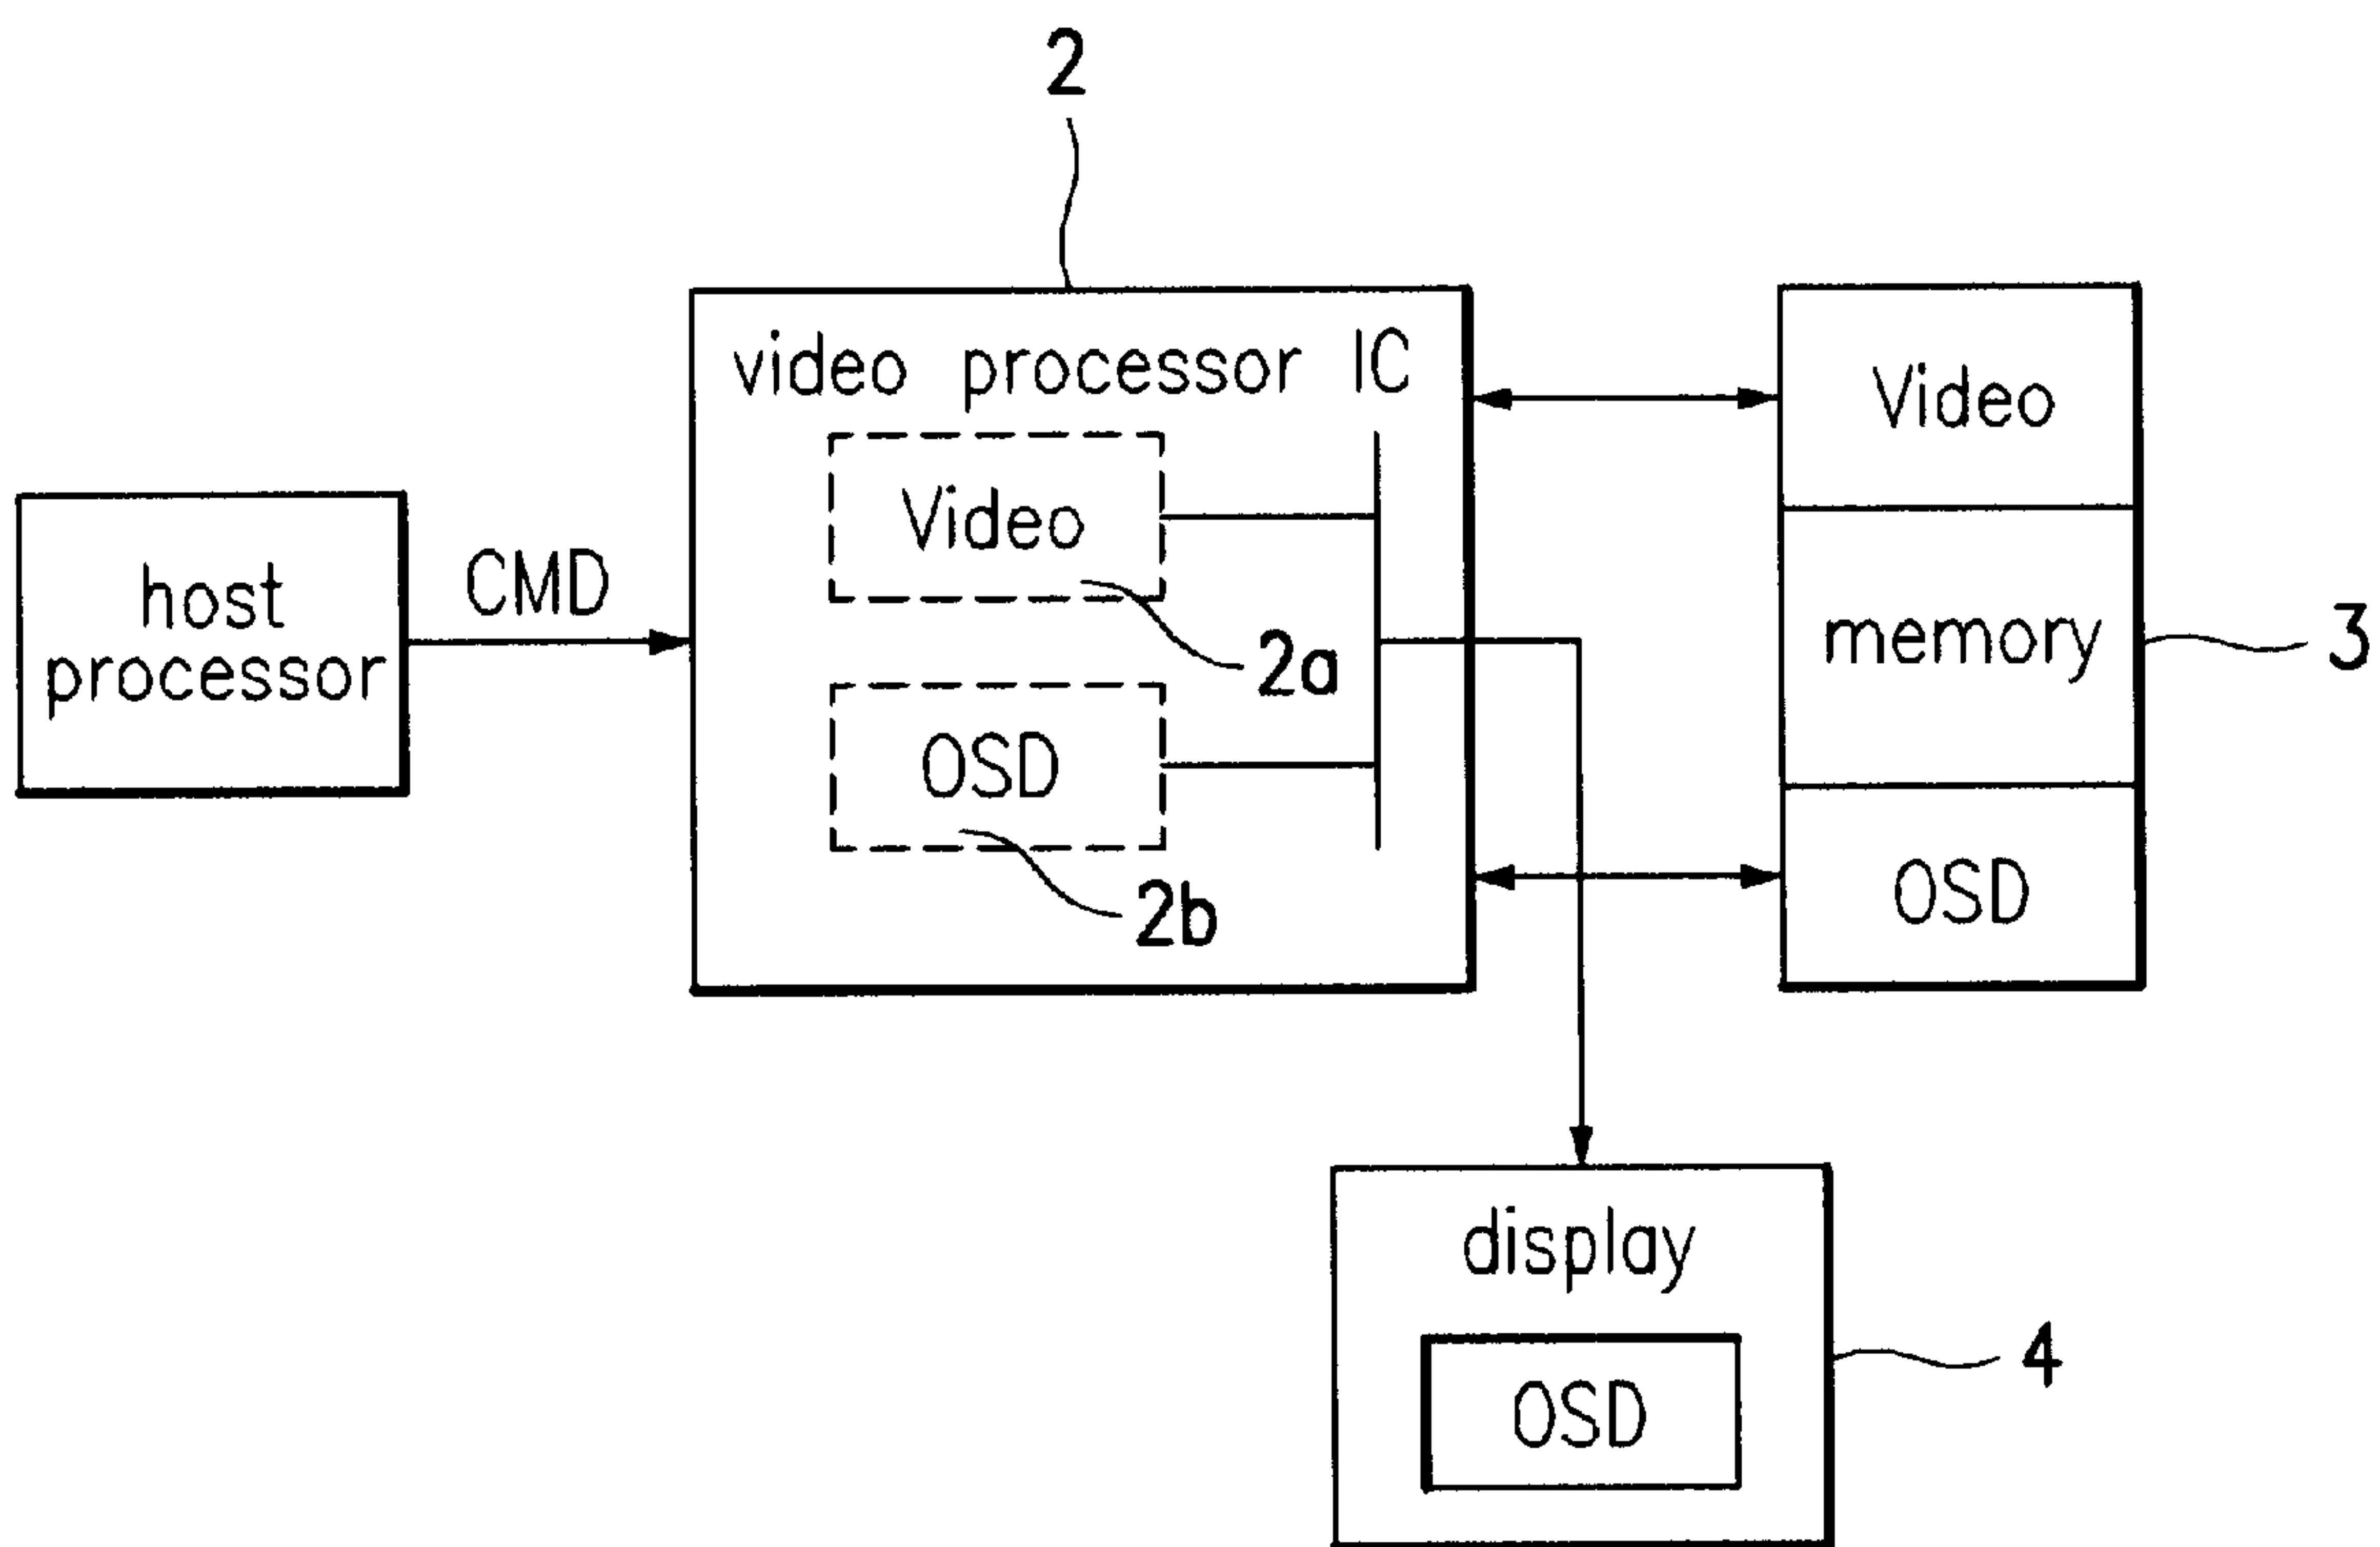 2
video processor IC
Video
Video
host
processor
CMD
memory
3
2a
OSD
OSD
2b
display
OSD
4